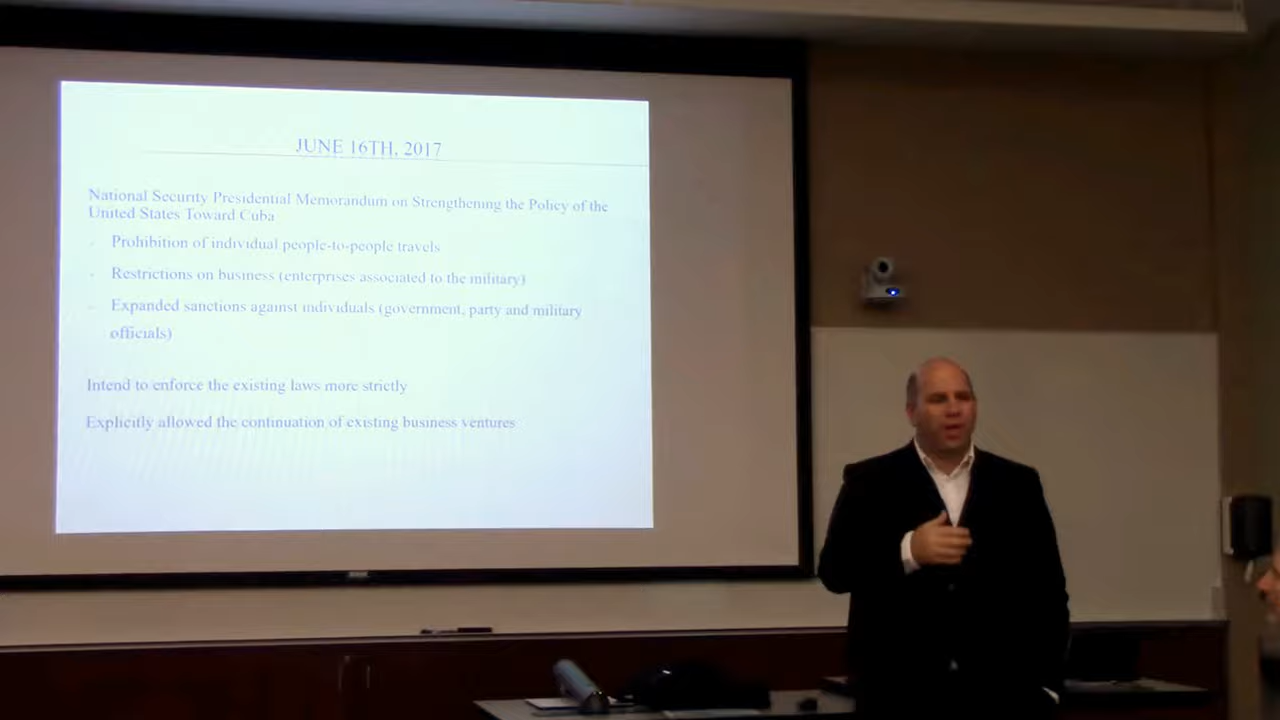 JUNE 16TH, 2017
National Security Presidential Memorandum on Strengthening the Policy of the
United States Toward Cuba
Prohibition of individual people-to-people travels
Restrictions on business (enterprises associated to the military)
Expanded sanctions against individuals (government, party and military
officials)
Intend to enforce the existing laws more strictly
Explicitly allowed the continuation of existing business ventures